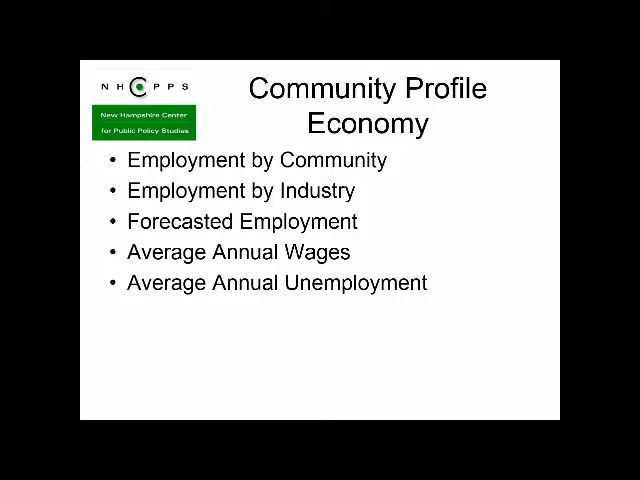 NHCPPS
New Hampshire Center
for Public Policy Studies
Community Profile
Economy
• Employment by Community
• Employment by Industry
• Forecasted Employment
• Average Annual Wages
• Average Annual Unemployment